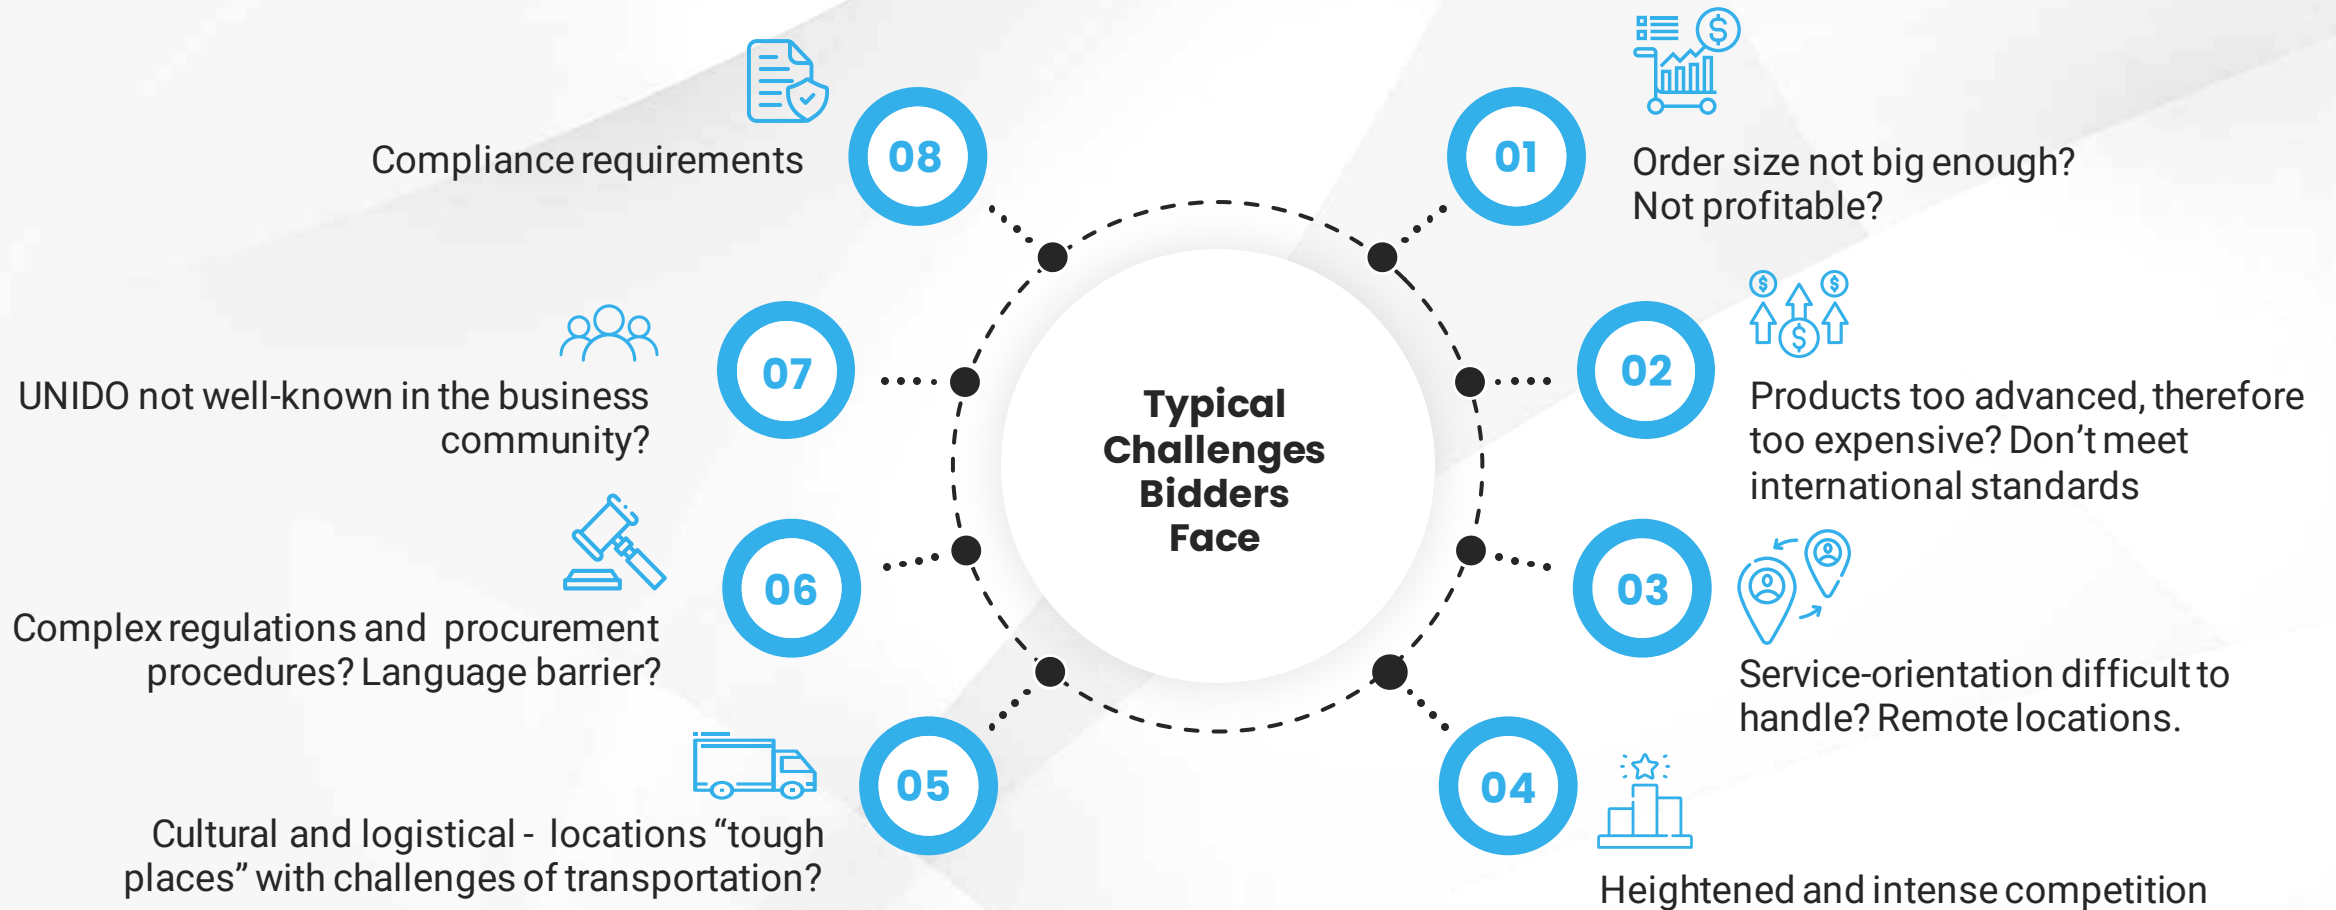 Typical
Challenges
Bidders
Face
01
Order size not big enough?
Not profitable?
02
Products too advanced, therefore
too expensive? Don’t meet
international standards
03
Service-orientation difficult to
handle? Remote locations.
04
Heightened and intense competition
05
Cultural and logistical - locations “tough
places” with challenges of transportation?
06
Complex regulations and procurement
procedures? Language barrier?
07
UNIDO not well-known in the business
community?
08
Compliance requirements